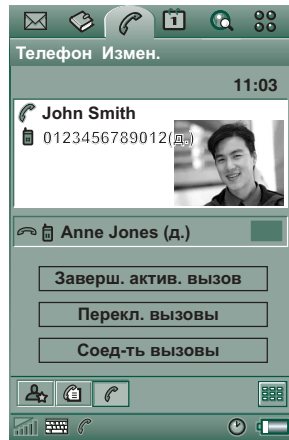 Телефон Измен.
11:03
John Smith
0123456789012(д.)
Anne Jones (д.)
Заверш. актив. вызов
Перекл. вызовы
Соед-ть вызовы